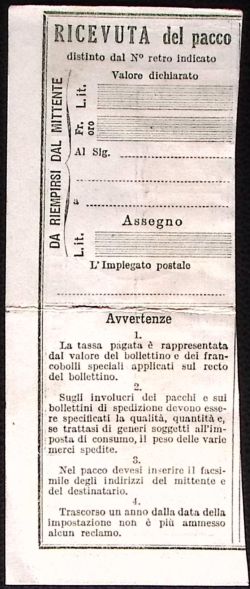 RICEVUTA del pacco
distinto dal Nº retro indicato
DA RIEMPIRSI DAL MITTENTE
Valore dichiarato
L.it.
Fr. oro
Al Sig.
a
Assegno
L.it.
L'Impiegato postale
Avvertenze
1.
La tassa pagata è rappresentata
dal valore del bollettino e dei fran-
cobolli speciali applicati sul recto
del bollettino.
2.
Sugli involucri dei pacchi e sui
bollettini di spedizione devono esse-
re specificati la qualità, quantità e,
se trattasi di generi soggetti all'im-
posta di consumo, il peso delle varie
merci spedite.
3.
Nel pacco devesi inserire il facsi-
mile degli indirizzi del mittente e
del destinatario.
4.
Trascorso un anno dalla data della
impostazione non è più ammesso
alcun reclamo.